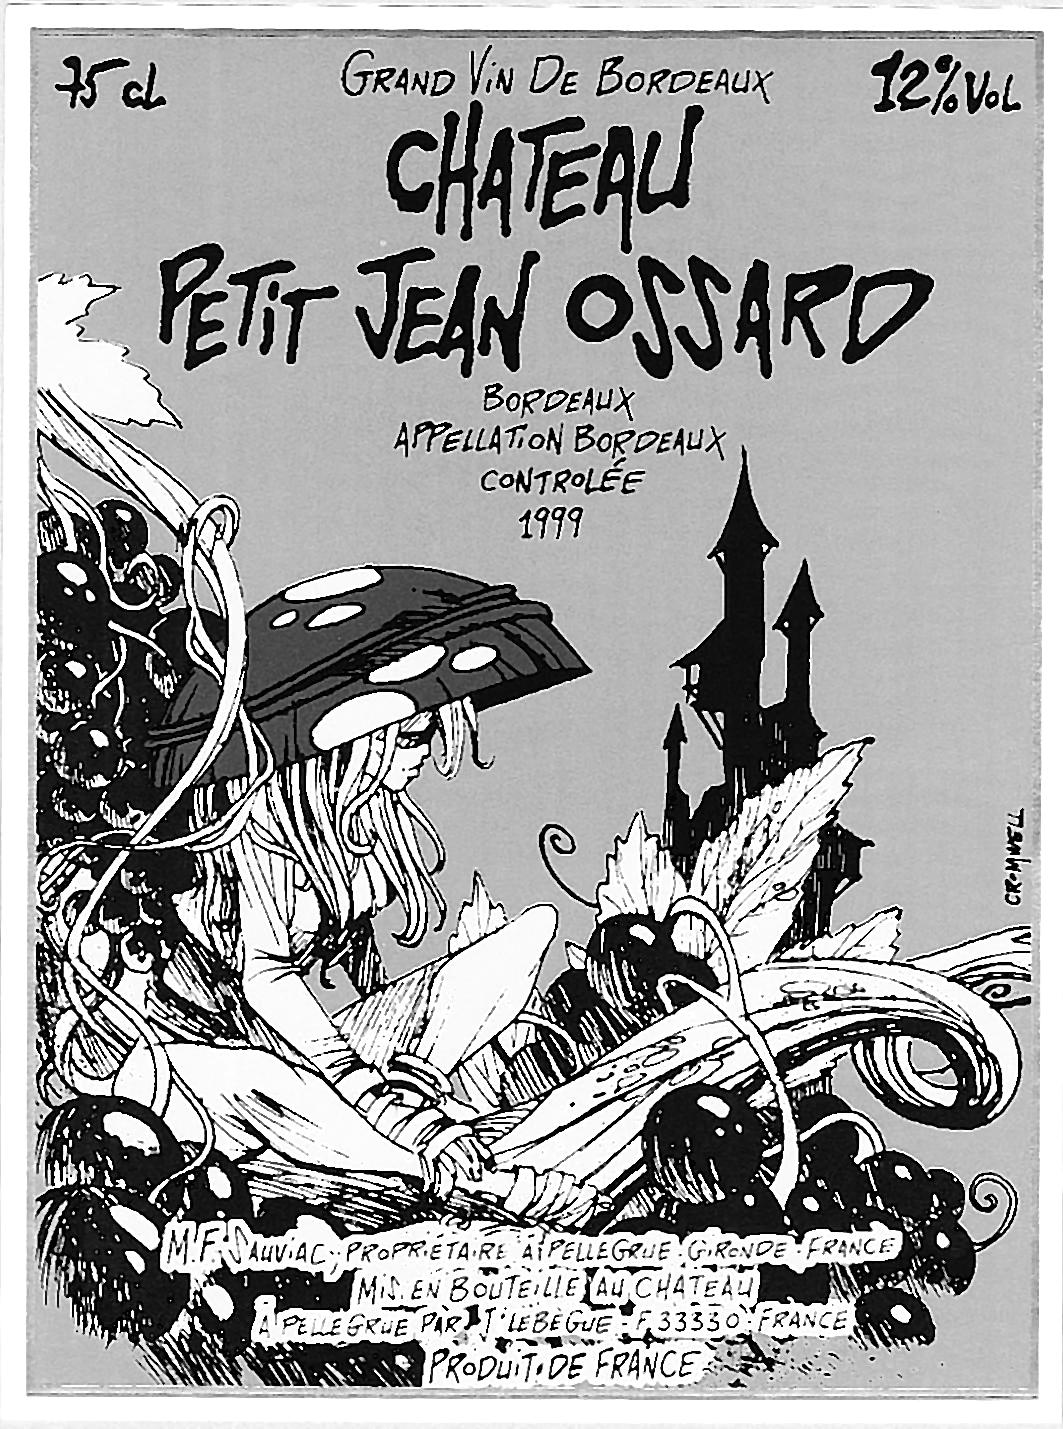 75 cL
GRAND ViN DE BORDEAUX
12% VoL
CHATEAU
PETiT JEAN OSSARD
BORDEAUX
APPELLATiON BORDEAUX
CONTROLÉE
1999
CROMWELL
M.F. SAUViAC, PROPRiETAiRE A PELLEGRUE · GiRONDE · FRANCE
MiS EN BOUTEiLLE AU CHATEAU
À PELLEGRUE PAR J. LEBÈGUE - F. 33330 · FRANCE
PRODUiT DE FRANCE